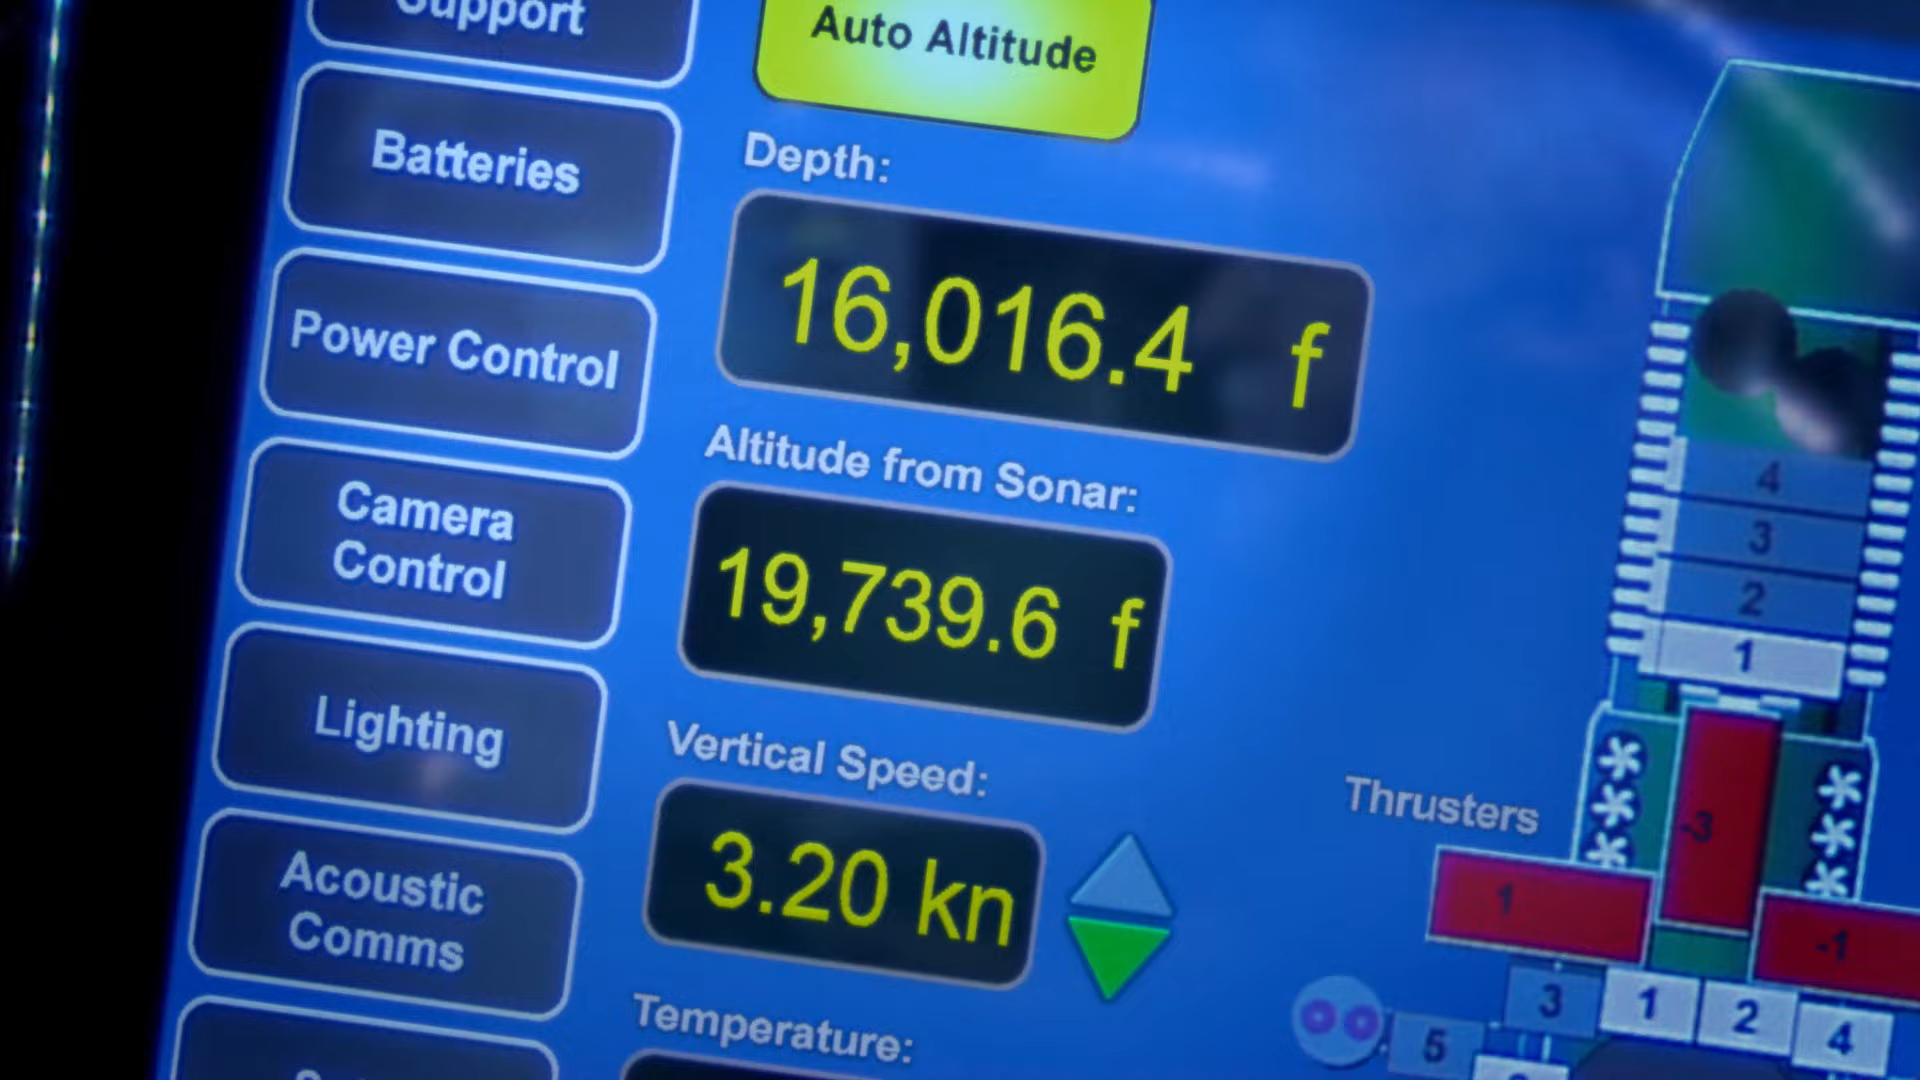 Support
Batteries
Power Control
Camera
Control
Lighting
Acoustic
Comms
Auto Altitude
Depth:
16,016.4 f
Altitude from Sonar:
19,739.6 f
Vertical Speed:
3.20 kn
Temperature:
4
3
2
1
Thrusters
-3
1
-1
3
1
2
4
5